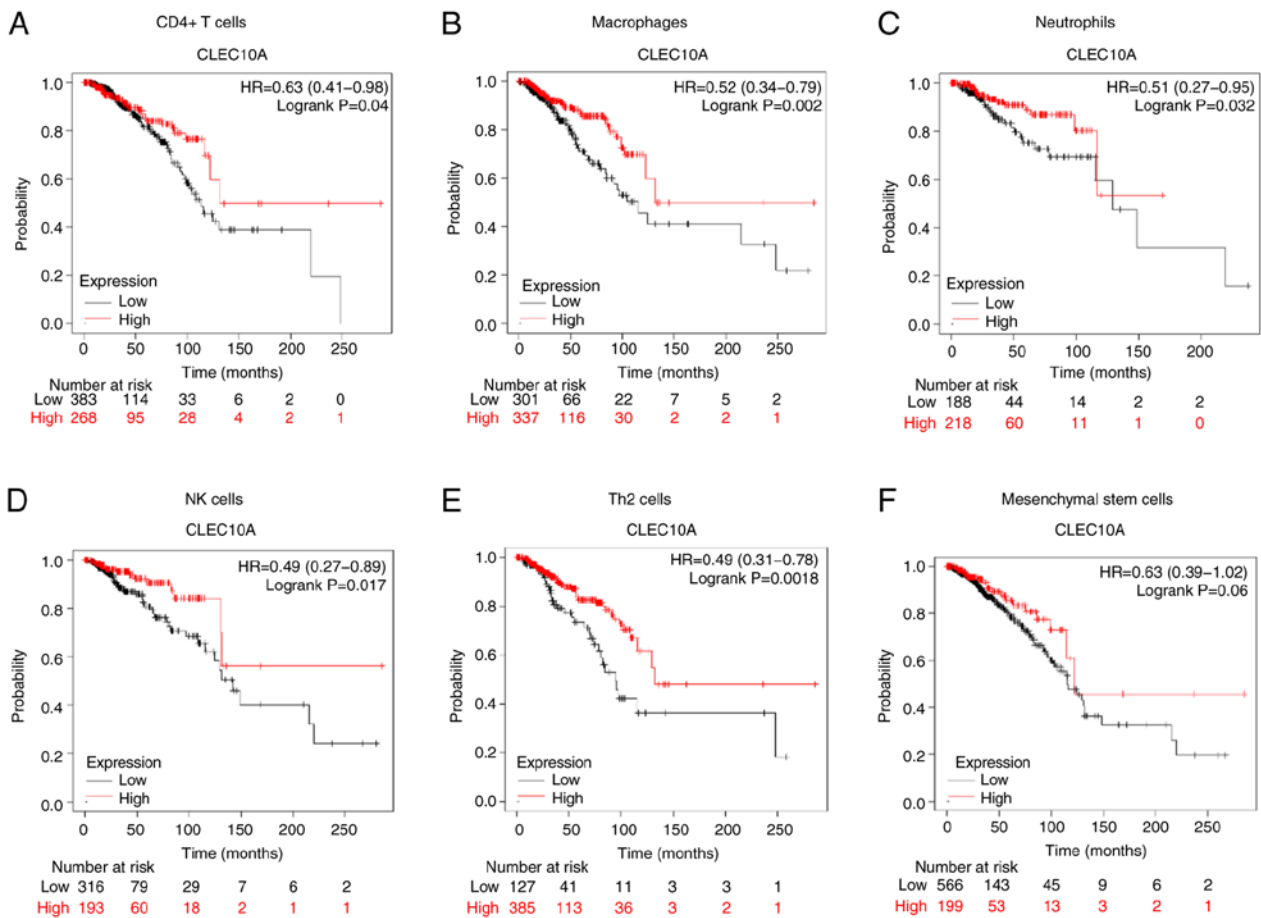 A
CD4+ T cells
CLEC10A
HR=0.63 (0.41–0.98)
Logrank P=0.04
1.0
0.8
0.6
0.4
0.2
0.0
Probability
Expression
Low
High
0 50 100 150 200 250
Time (months)
Number at risk
Low 383 114 33 6 2 0
High 268 95 28 4 2 1
B
Macrophages
CLEC10A
HR=0.52 (0.34–0.79)
Logrank P=0.002
1.0
0.8
0.6
0.4
0.2
0.0
Probability
Expression
Low
High
0 50 100 150 200 250
Time (months)
Number at risk
Low 301 66 22 7 5 2
High 337 116 30 2 2 1
C
Neutrophils
CLEC10A
HR=0.51 (0.27–0.95)
Logrank P=0.032
1.0
0.8
0.6
0.4
0.2
0.0
Probability
Expression
Low
High
0 50 100 150 200
Time (months)
Number at risk
Low 188 44 14 2 2
High 218 60 11 1 0
D
NK cells
CLEC10A
HR=0.49 (0.27–0.89)
Logrank P=0.017
1.0
0.8
0.6
0.4
0.2
0.0
Probability
Expression
Low
High
0 50 100 150 200 250
Time (months)
Number at risk
Low 316 79 29 7 6 2
High 193 60 18 2 1 1
E
Th2 cells
CLEC10A
HR=0.49 (0.31–0.78)
Logrank P=0.0018
1.0
0.8
0.6
0.4
0.2
0.0
Probability
Expression
Low
High
0 50 100 150 200 250
Time (months)
Number at risk
Low 127 41 11 3 3 1
High 385 113 36 3 2 1
F
Mesenchymal stem cells
CLEC10A
HR=0.63 (0.39–1.02)
Logrank P=0.06
1.0
0.8
0.6
0.4
0.2
0.0
Probability
Expression
Low
High
0 50 100 150 200 250
Time (months)
Number at risk
Low 566 143 45 9 6 2
High 199 53 13 3 2 1